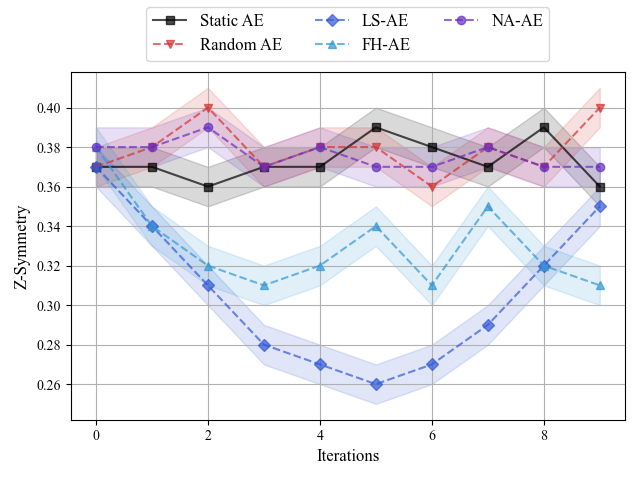 Static AE
Random AE
LS-AE
FH-AE
NA-AE
0.40
0.38
0.36
0.34
0.32
0.30
0.28
0.26
Z-Symmetry
0 2 4 6 8
Iterations